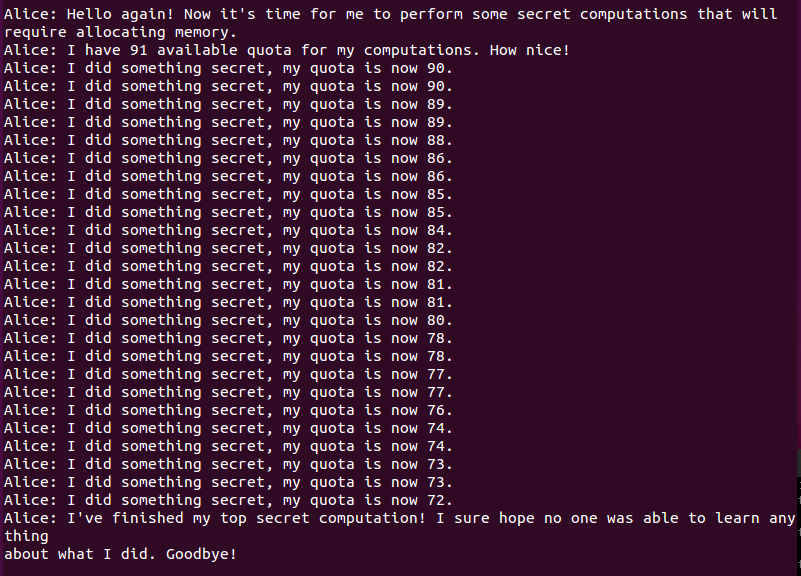 Alice: Hello again! Now it's time for me to perform some secret computations that will
require allocating memory.
Alice: I have 91 available quota for my computations. How nice!
Alice: I did something secret, my quota is now 90.
Alice: I did something secret, my quota is now 90.
Alice: I did something secret, my quota is now 89.
Alice: I did something secret, my quota is now 89.
Alice: I did something secret, my quota is now 88.
Alice: I did something secret, my quota is now 86.
Alice: I did something secret, my quota is now 86.
Alice: I did something secret, my quota is now 85.
Alice: I did something secret, my quota is now 85.
Alice: I did something secret, my quota is now 84.
Alice: I did something secret, my quota is now 82.
Alice: I did something secret, my quota is now 82.
Alice: I did something secret, my quota is now 81.
Alice: I did something secret, my quota is now 81.
Alice: I did something secret, my quota is now 80.
Alice: I did something secret, my quota is now 78.
Alice: I did something secret, my quota is now 78.
Alice: I did something secret, my quota is now 77.
Alice: I did something secret, my quota is now 77.
Alice: I did something secret, my quota is now 76.
Alice: I did something secret, my quota is now 74.
Alice: I did something secret, my quota is now 74.
Alice: I did something secret, my quota is now 73.
Alice: I did something secret, my quota is now 73.
Alice: I did something secret, my quota is now 72.
Alice: I've finished my top secret computation! I sure hope no one was able to learn any
thing
about what I did. Goodbye!